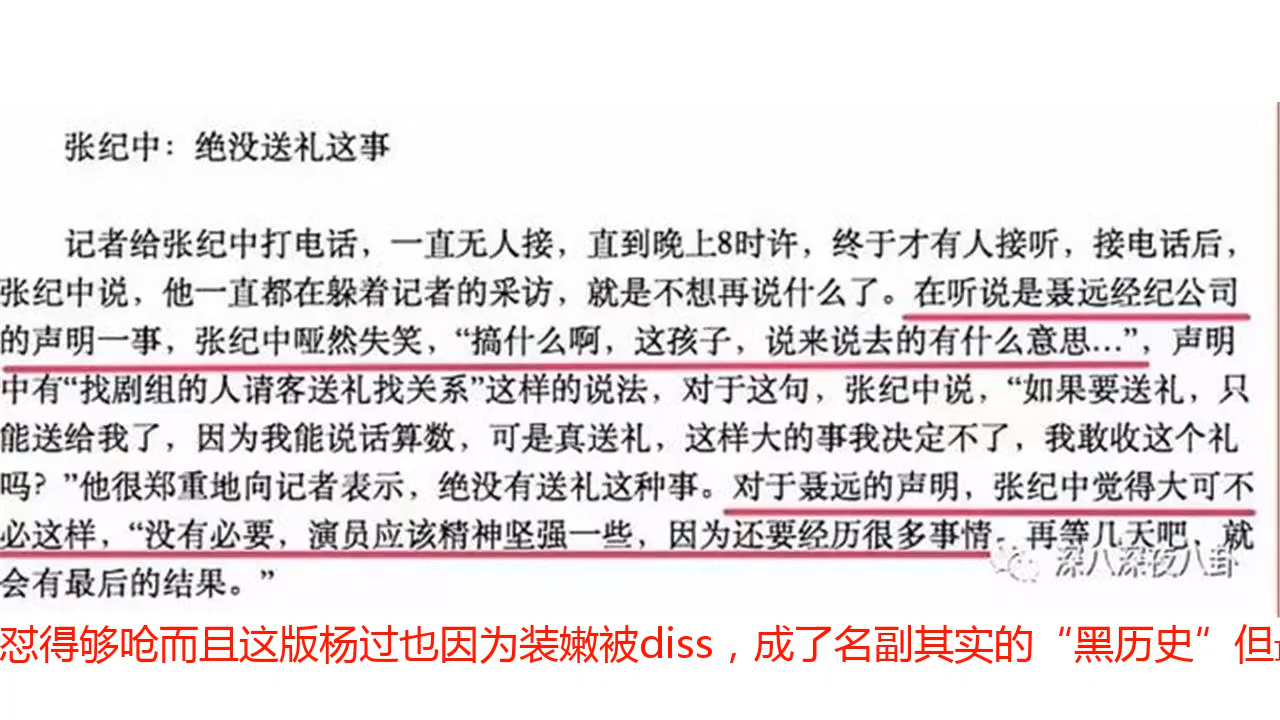 张纪中：绝没送礼这事
记者给张纪中打电话，一直无人接，直到晚上8时许，终于才有人接听，接电话后，
张纪中说，他一直都在躲着记者的采访，就是不想再说什么了。在听说是聂远经纪公司
的声明一事，张纪中哑然失笑，“搞什么啊，这孩子，说来说去的有什么意思…”，声明
中有“找剧组的人请客送礼找关系”这样的说法，对于这句，张纪中说，“如果要送礼，只
能送给我了，因为我能说话算数，可是真送礼，这样大的事我决定不了，我敢收这个礼
吗？”他很郑重地向记者表示，绝没有送礼这种事。对于聂远的声明，张纪中觉得大可不
必这样，“没有必要，演员应该精神坚强一些，因为还要经历很多事情，再等几天吧，就
会有最后的结果。”
深八深夜八卦
怼得够呛而且这版杨过也因为装嫩被diss，成了名副其实的“黑历史”但